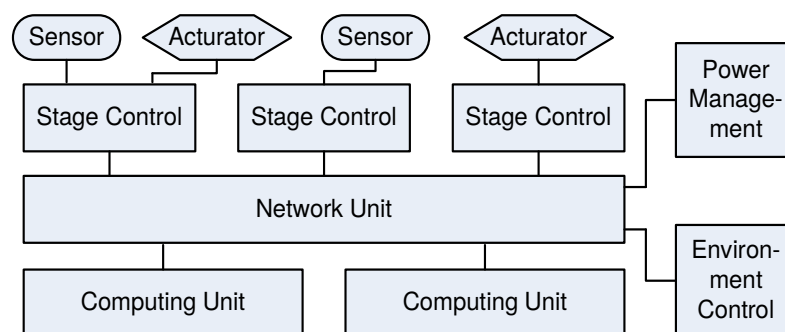 Sensor
Acturator
Sensor
Acturator
Stage Control
Stage Control
Stage Control
Power
Manage-
ment
Network Unit
Environ-
ment
Control
Computing Unit
Computing Unit